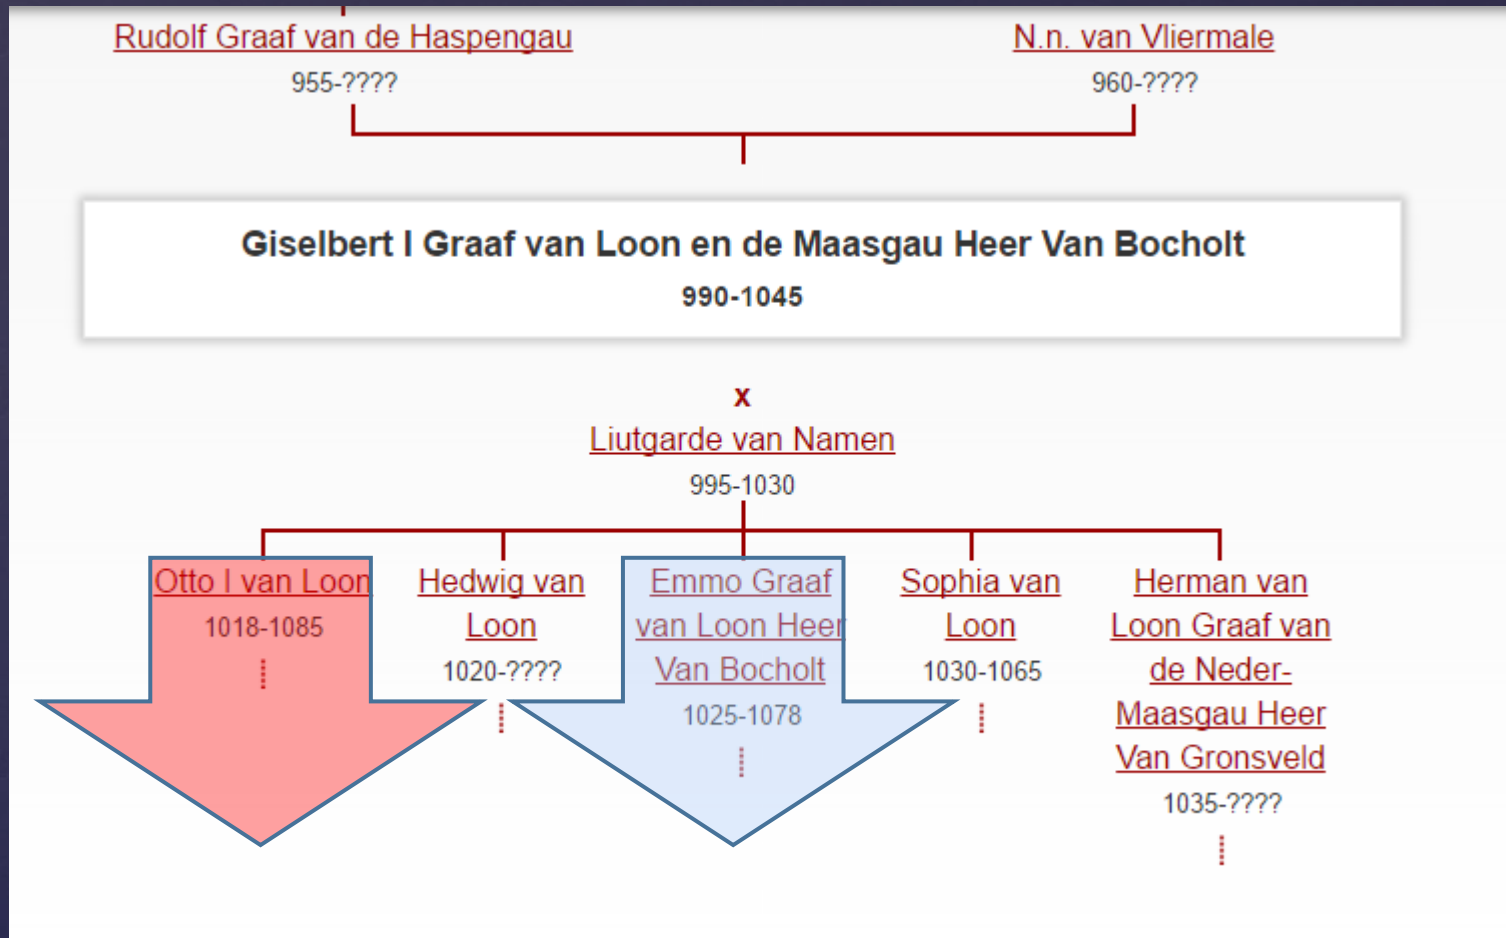 Rudolf Graaf van de Haspengau
N.n. van Vliermale
955-????
960-????
Giselbert I Graaf van Loon en de Maasgau Heer Van Bocholt
990-1045
x
Liutgarde van Namen
995-1030
Otto I van Loon
1018-1085
Hedwig van
Loon
1020-????
Emmo Graaf
van Loon Heer
Van Bocholt
1025-1078
Sophia van
Loon
1030-1065
Herman van
Loon Graaf van
de Neder-
Maasgau Heer
Van Gronsveld
1035-????